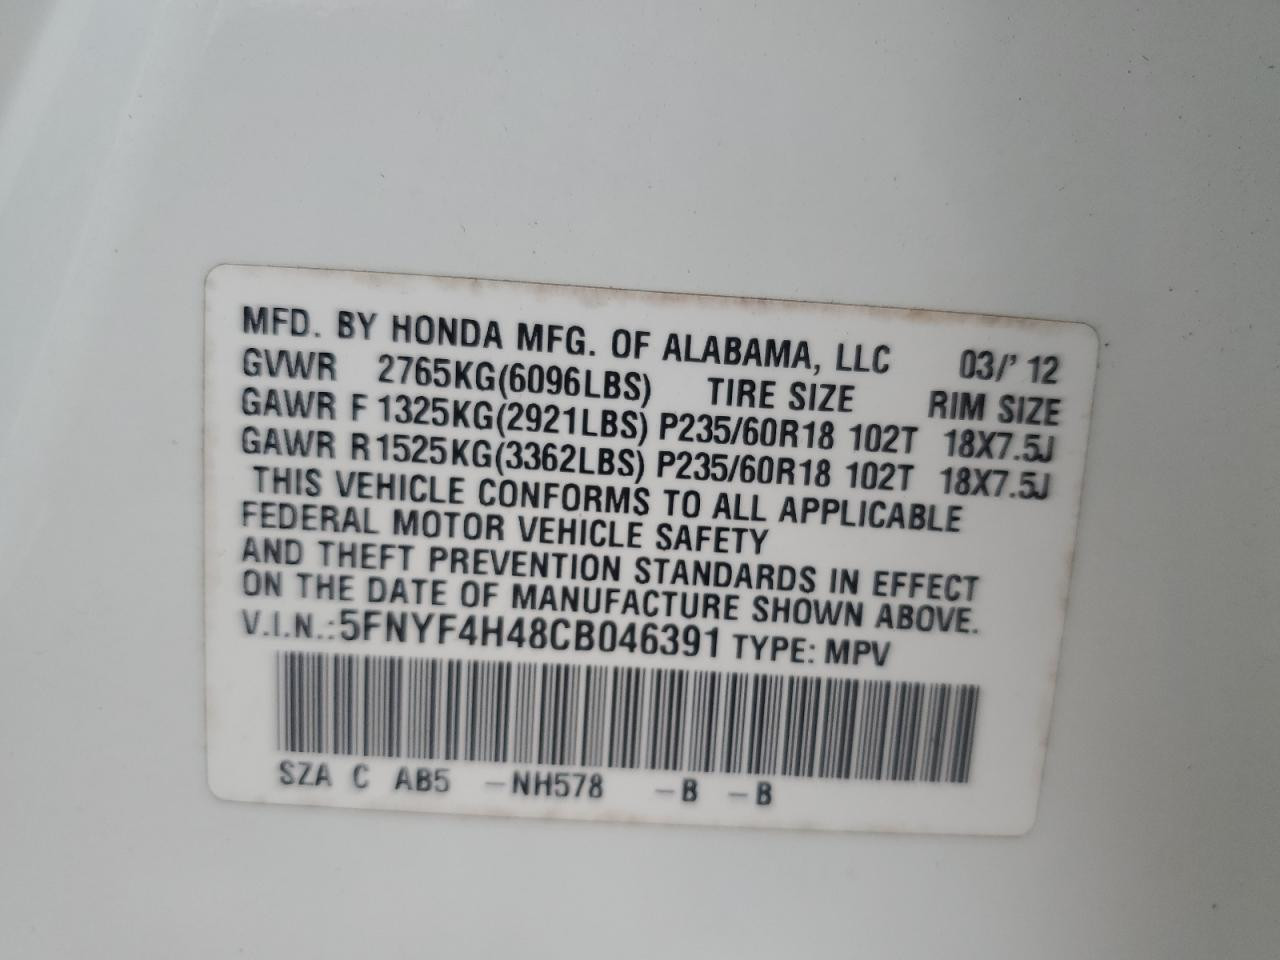 MFD. BY HONDA MFG. OF ALABAMA, LLC 03/' 12
GVWR 2765KG(6096LBS) TIRE SIZE RIM SIZE
GAWR F 1325KG(2921LBS) P235/60R18 102T 18X7.5J
GAWR R 1525KG(3362LBS) P235/60R18 102T 18X7.5J
THIS VEHICLE CONFORMS TO ALL APPLICABLE
FEDERAL MOTOR VEHICLE SAFETY
AND THEFT PREVENTION STANDARDS IN EFFECT
ON THE DATE OF MANUFACTURE SHOWN ABOVE.
V.I.N.:5FNYF4H48CB046391 TYPE: MPV
SZA C AB5 -NH578 -B -B